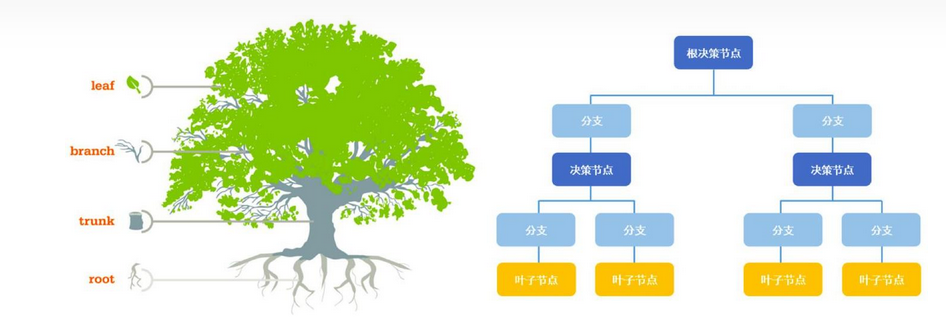 leaf
branch
trunk
root
根决策节点
分支
分支
决策节点
决策节点
分支
分支
分支
分支
叶子节点
叶子节点
叶子节点
叶子节点